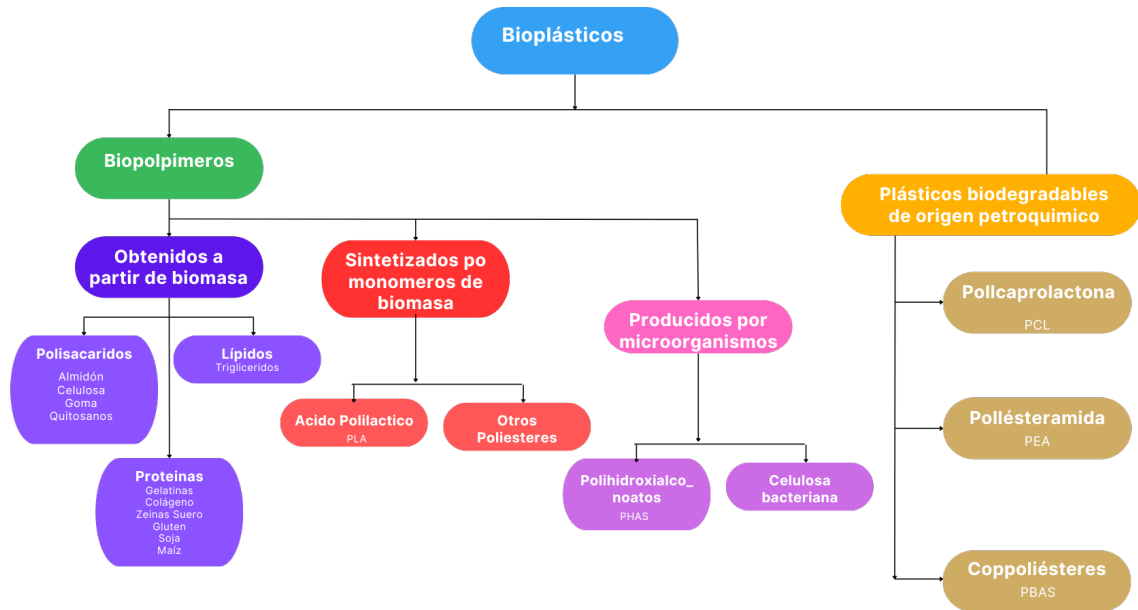 Bioplásticos
Biopolpimeros
Plásticos biodegradables
de origen petroquimico
Obtenidos a
partir de biomasa
Sintetizados po
monomeros de
biomasa
Producidos por
microorganismos
Polisacaridos
Almidón
Celulosa
Goma
Quitosanos
Lípidos
Trigliceridos
Proteinas
Gelatinas
Colágeno
Zeinas Suero
Gluten
Soja
Maíz
Acido Polilactico
PLA
Otros
Poliesteres
Polihidroxialco_
noatos
PHAS
Celulosa
bacteriana
Pollcaprolactona
PCL
Pollésteramida
PEA
Coppoliésteres
PBAS